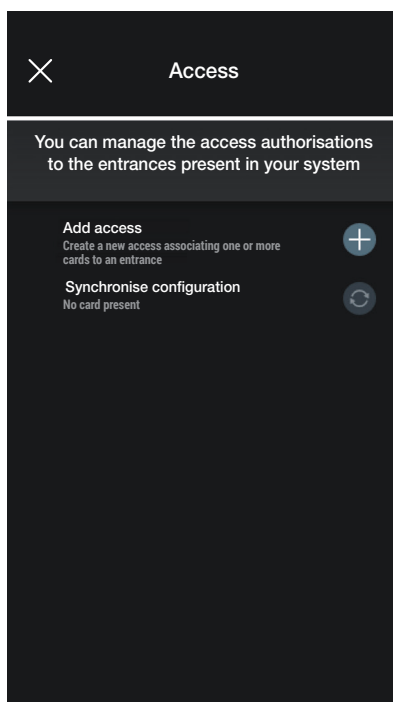 Access
You can manage the access authorisations
to the entrances present in your system
Add access
Create a new access associating one or more
cards to an entrance
Synchronise configuration
No card present